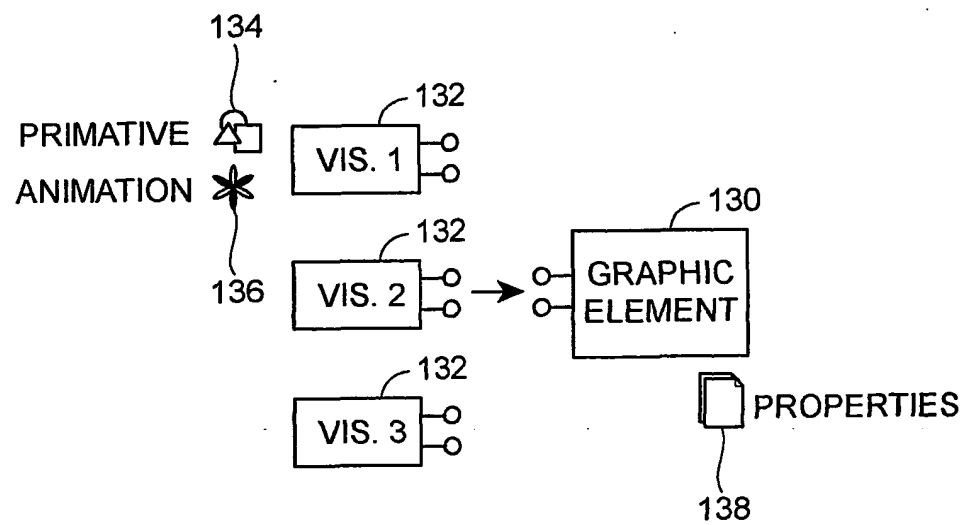 134
132
PRIMATIVE
VIS. 1
ANIMATION
130
132
136
VIS. 2
GRAPHIC
ELEMENT
132
VIS. 3
PROPERTIES
138